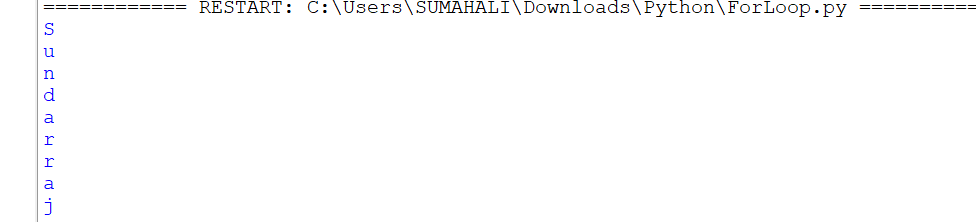 ============ RESTART: C:\Users\SUMAHALI\Downloads\Python\ForLoop.py ==========
S
u
n
d
a
r
r
a
j